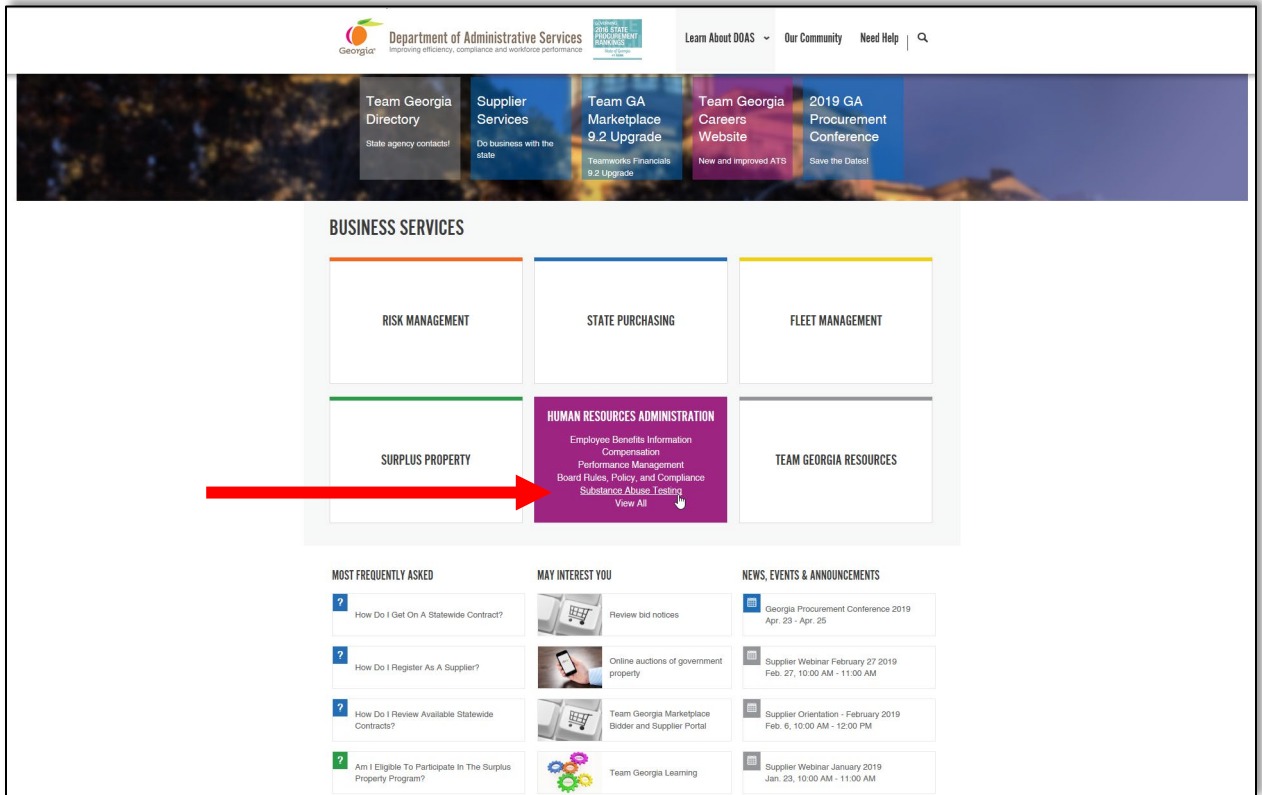 Georgia
Department of Administrative Services
Improving efficiency, compliance and workforce performance
GOVERNING
2016 STATE
PROCUREMENT
RANKINGS
State of Georgia
Learn About DOAS
Our Community
Need Help
Team Georgia
Directory
State agency contacts!
Supplier
Services
Do business with the
state
Team GA
Marketplace
9.2 Upgrade
Teamworks Financials
9.2 Upgrade
Team Georgia
Careers
Website
New and improved ATS
2019 GA
Procurement
Conference
Save the Dates!
BUSINESS SERVICES
RISK MANAGEMENT
STATE PURCHASING
FLEET MANAGEMENT
SURPLUS PROPERTY
HUMAN RESOURCES ADMINISTRATION
Employee Benefits Information
Compensation
Performance Management
Board Rules, Policy, and Compliance
Substance Abuse Testing
View All
TEAM GEORGIA RESOURCES
MOST FREQUENTLY ASKED
? How Do I Get On A Statewide Contract?
? How Do I Register As A Supplier?
? How Do I Review Available Statewide
Contracts?
? Am I Eligible To Participate In The Surplus
Property Program?
MAY INTEREST YOU
Review bid notices
Online auctions of government
property
Team Georgia Marketplace
Bidder and Supplier Portal
Team Georgia Learning
NEWS, EVENTS & ANNOUNCEMENTS
Georgia Procurement Conference 2019
Apr. 23 - Apr. 25
Supplier Webinar February 27 2019
Feb. 27, 10:00 AM - 11:00 AM
Supplier Orientation - February 2019
Feb. 6, 10:00 AM - 12:00 PM
Supplier Webinar January 2019
Jan. 23, 10:00 AM - 11:00 AM